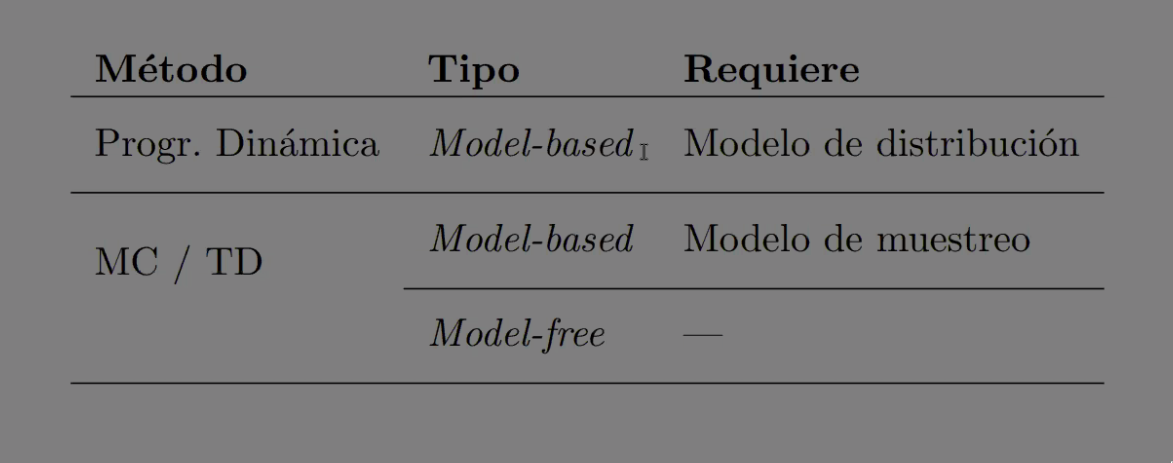 Método Tipo Requiere
Progr. Dinámica Model-based Modelo de distribución
MC / TD Model-based Modelo de muestreo
Model-free —